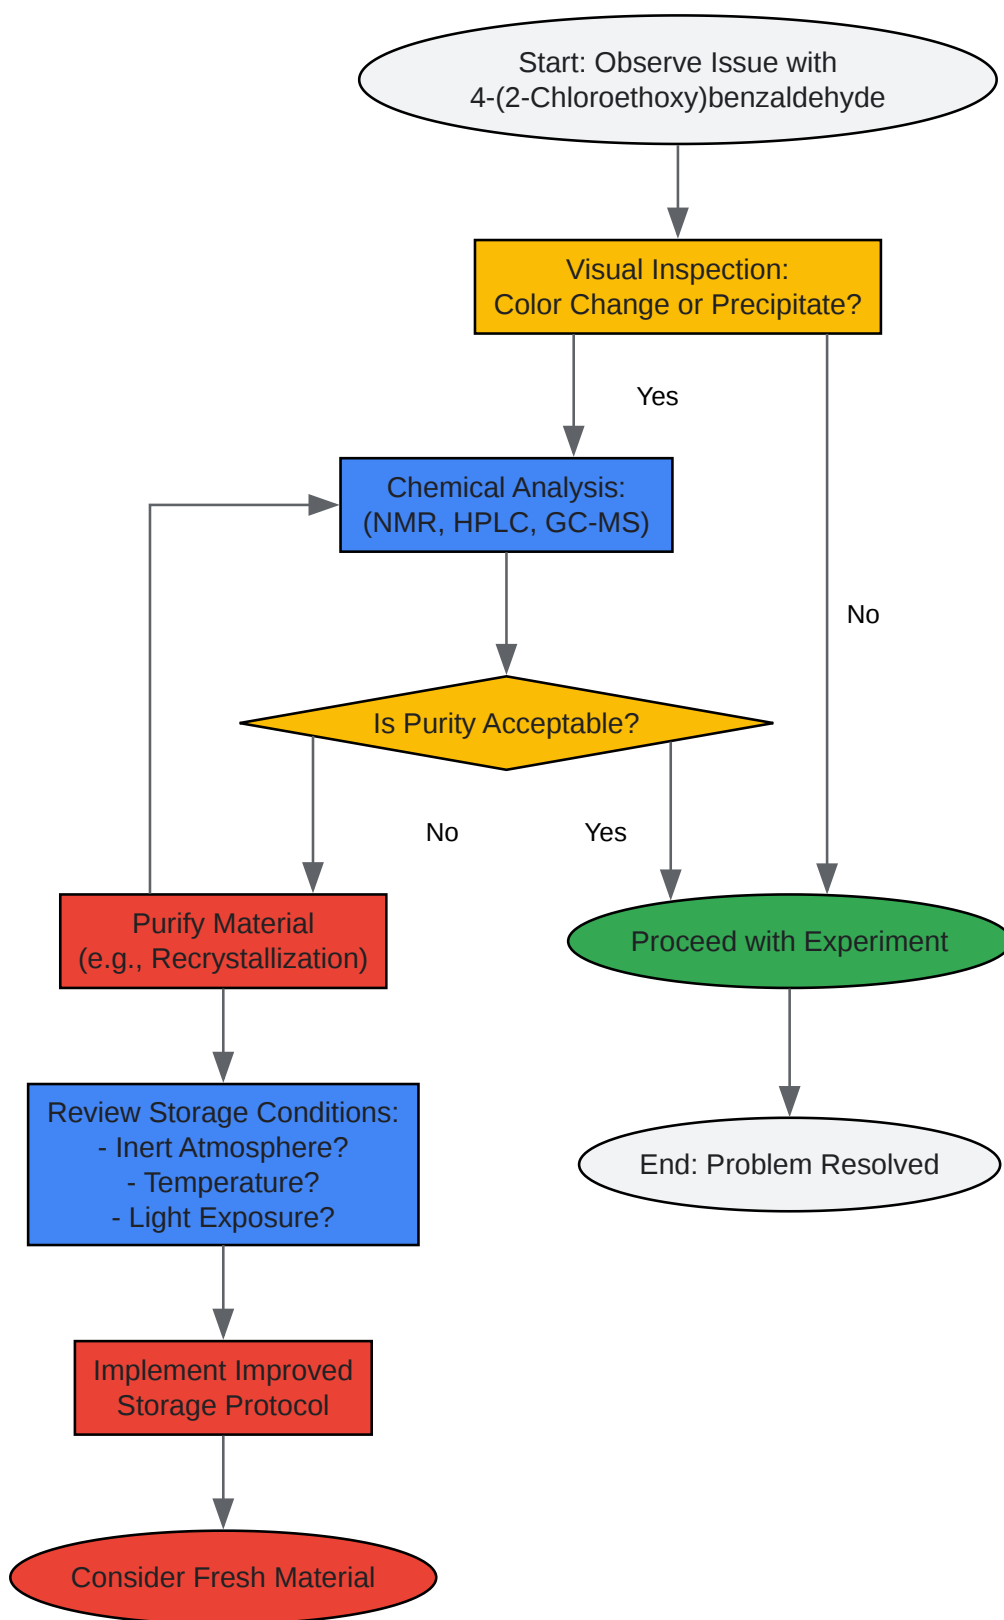 Start: Observe Issue with
4-(2-Chloroethoxy)benzaldehyde
Visual Inspection:
Color Change or Precipitate?
Yes
Chemical Analysis:
(NMR, HPLC, GC-MS)
No
Is Purity Acceptable?
No
Yes
Purify Material
(e.g., Recrystallization)
Proceed with Experiment
Review Storage Conditions:
- Inert Atmosphere?
- Temperature?
- Light Exposure?
End: Problem Resolved
Implement Improved
Storage Protocol
Consider Fresh Material